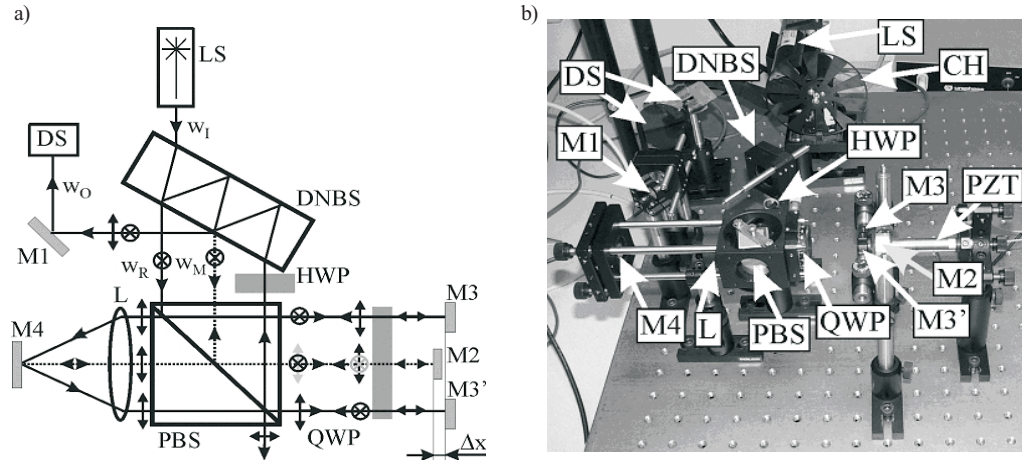 a)
LS
w_I
DS
w_O
DNBS
M1
w_R
w_M
HWP
L
M3
M4
M2
M3'
PBS
QWP
Δx
b)
LS
DNBS
CH
DS
HWP
M1
M3
PZT
M2
M4
L
PBS
QWP
M3'